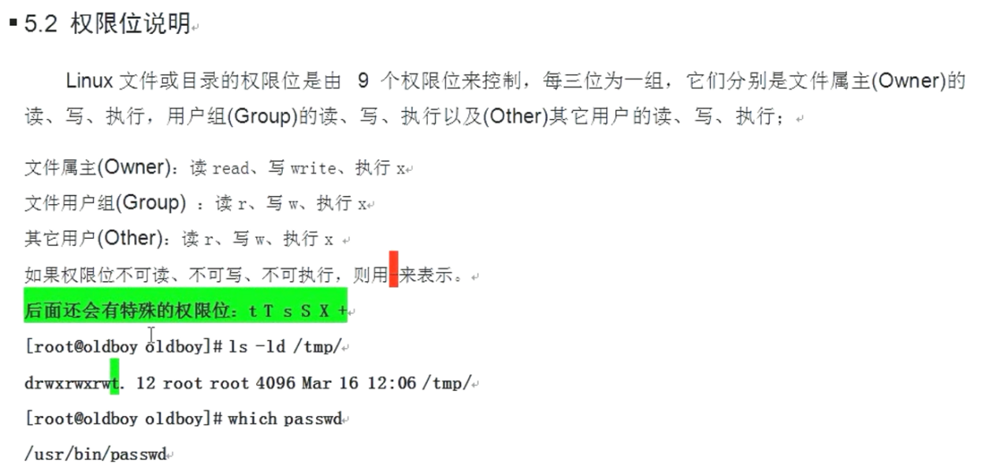 ▪ 5.2 权限位说明
Linux 文件或目录的权限位是由 9 个权限位来控制，每三位为一组，它们分别是文件属主(Owner)的
读、写、执行，用户组(Group)的读、写、执行以及(Other)其它用户的读、写、执行；
文件属主(Owner)：读 read、写 write、执行 x
文件用户组(Group) ：读 r、写 w、执行 x
其它用户(Other)：读 r、写 w、执行 x
如果权限位不可读、不可写、不可执行，则用-来表示。
后面还会有特殊的权限位：t T s S X +
[root@oldboy oldboy]# ls -ld /tmp/
drwxrwxrwt. 12 root root 4096 Mar 16 12:06 /tmp/
[root@oldboy oldboy]# which passwd
/usr/bin/passwd